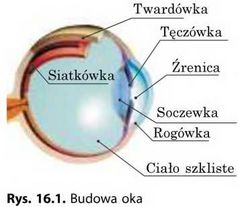 Twardówka
Tęczówka
Siatkówka
Źrenica
Soczewka
Rogówka
Ciało szkliste
Rys. 16.1. Budowa oka